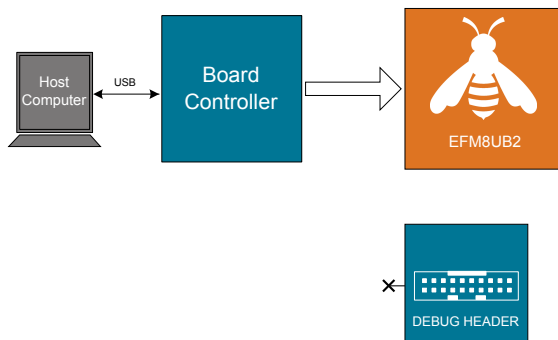 Host
Computer
USB
Board
Controller
EFM8UB2
DEBUG HEADER